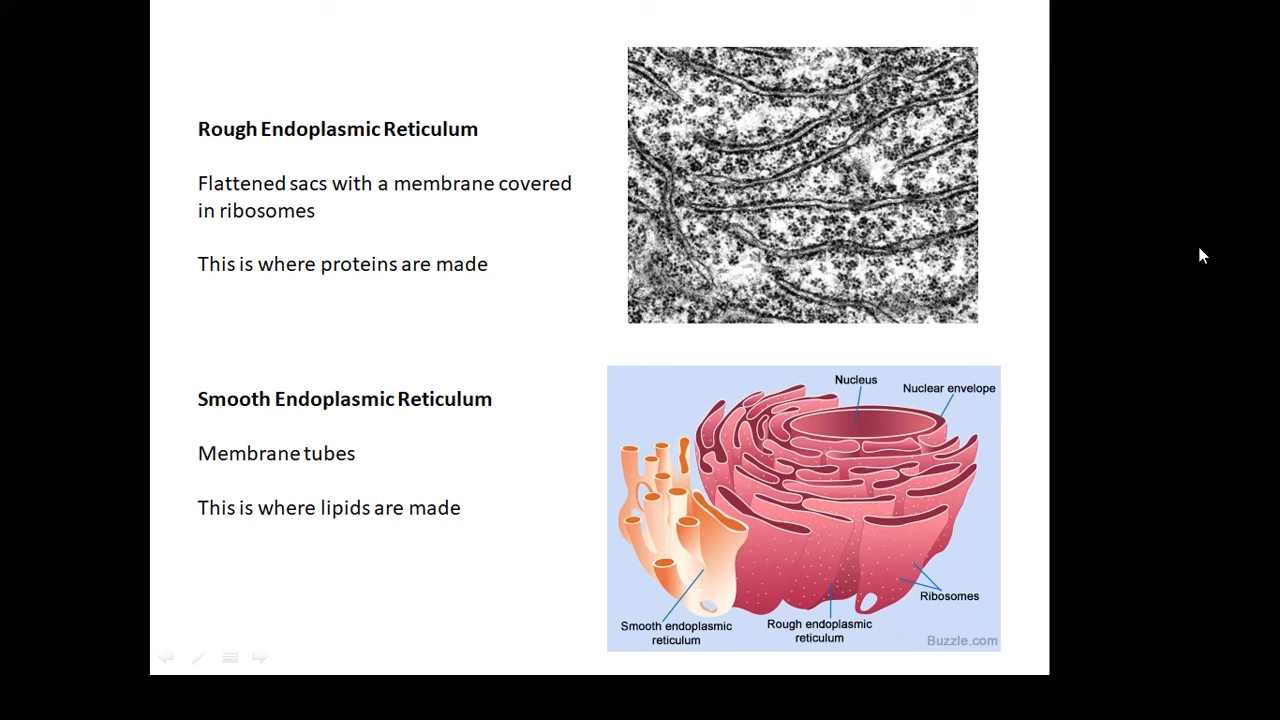 Rough Endoplasmic Reticulum
Flattened sacs with a membrane covered
in ribosomes
This is where proteins are made
Smooth Endoplasmic Reticulum
Membrane tubes
This is where lipids are made
Nucleus
Nuclear envelope
Ribosomes
Smooth endoplasmic
reticulum
Rough endoplasmic
reticulum
Buzzle.com